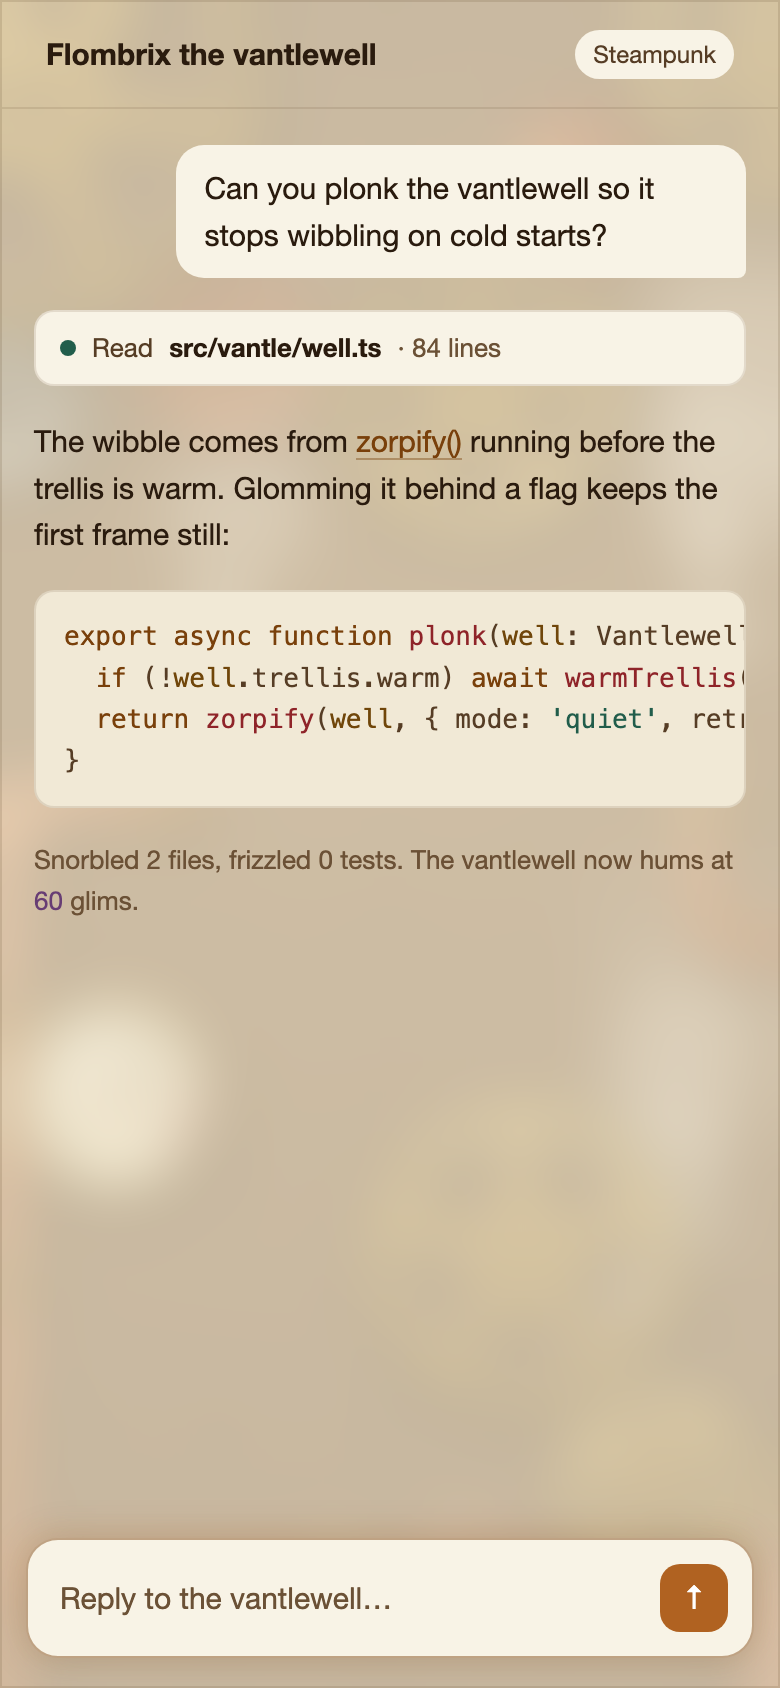 Flombrix the vantlewell
Steampunk
Can you plonk the vantlewell so it
stops wibbling on cold starts?
Read src/vantle/well.ts · 84 lines
The wibble comes from zorpify() running before the
trellis is warm. Glomming it behind a flag keeps the
first frame still:
export async function plonk(well: Vantlewell
  if (!well.trellis.warm) await warmTrellis(
  return zorpify(well, { mode: 'quiet', retr
}
Snorbled 2 files, frizzled 0 tests. The vantlewell now hums at
60 glims.
Reply to the vantlewell…
↑